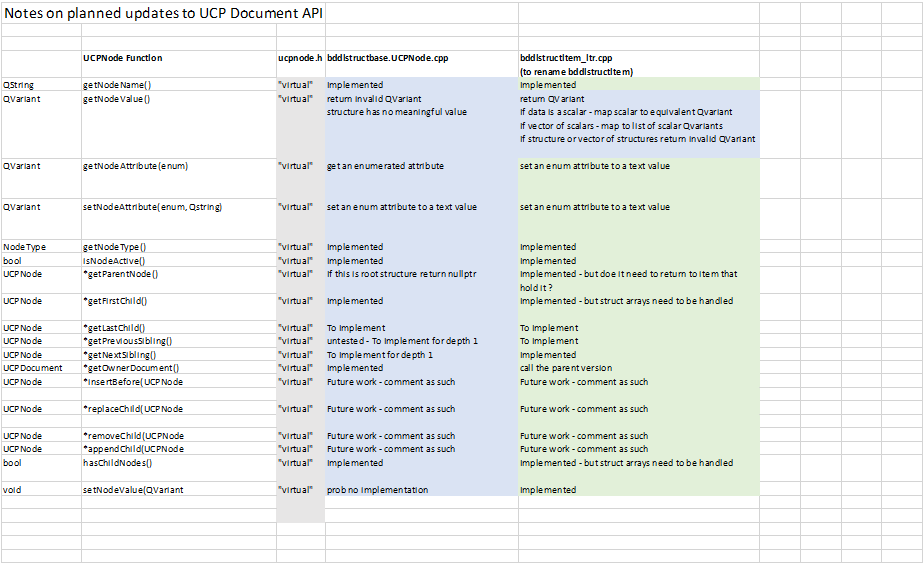 Notes on planned updates to UCP Document API
UCPNode Function ucpnode.h bddlstructbase.UCPNode.cpp bddlstructitem_ltr.cpp
(to rename bddlstructitem)
QString getNodeName() "virtual" Implemented Implemented
QVariant getNodeValue() "virtual" return invalid QVariant return QVariant
structure has no meaningful value If data is a scalar - map scalar to equivalent Qvariant
If vector of scalars - map to list of scalar Qvariants
If structure or vector of structures return invalid QVariant
QVariant getNodeAttribute(enum) "virtual" get an enumerated attribute set an enum attribute to a text value
QVariant setNodeAttribute(enum, Qstring) "virtual" set an enum attribute to a text value set an enum attribute to a text value
NodeType getNodeType() "virtual" Implemented Implemented
bool isNodeActive() "virtual" Implemented Implemented
UCPNode *getParentNode() "virtual" If this is root structure return nullptr Implemented - but doe it need to return to item that
hold it ?
UCPNode *getFirstChild() "virtual" Implemented Implemented - but struct arrays need to be handled
UCPNode *getLastChild() "virtual" To Implement To Implement
UCPNode *getPreviousSibling() "virtual" untested - To Implement for depth 1 To Implement
UCPNode *getNextSibling() "virtual" To Implement for depth 1 Implemented
UCPDocument *getOwnerDocument() "virtual" Implemented call the parent version
UCPNode *insertBefore(UCPNode "virtual" Future work - comment as such Future work - comment as such
UCPNode *replaceChild(UCPNode "virtual" Future work - comment as such Future work - comment as such
UCPNode *removeChild(UCPNode "virtual" Future work - comment as such Future work - comment as such
UCPNode *appendChild(UCPNode "virtual" Future work - comment as such Future work - comment as such
bool hasChildNodes() "virtual" Implemented Implemented - but struct arrays need to be handled
void setNodeValue(QVariant "virtual" prob no implementation Implemented